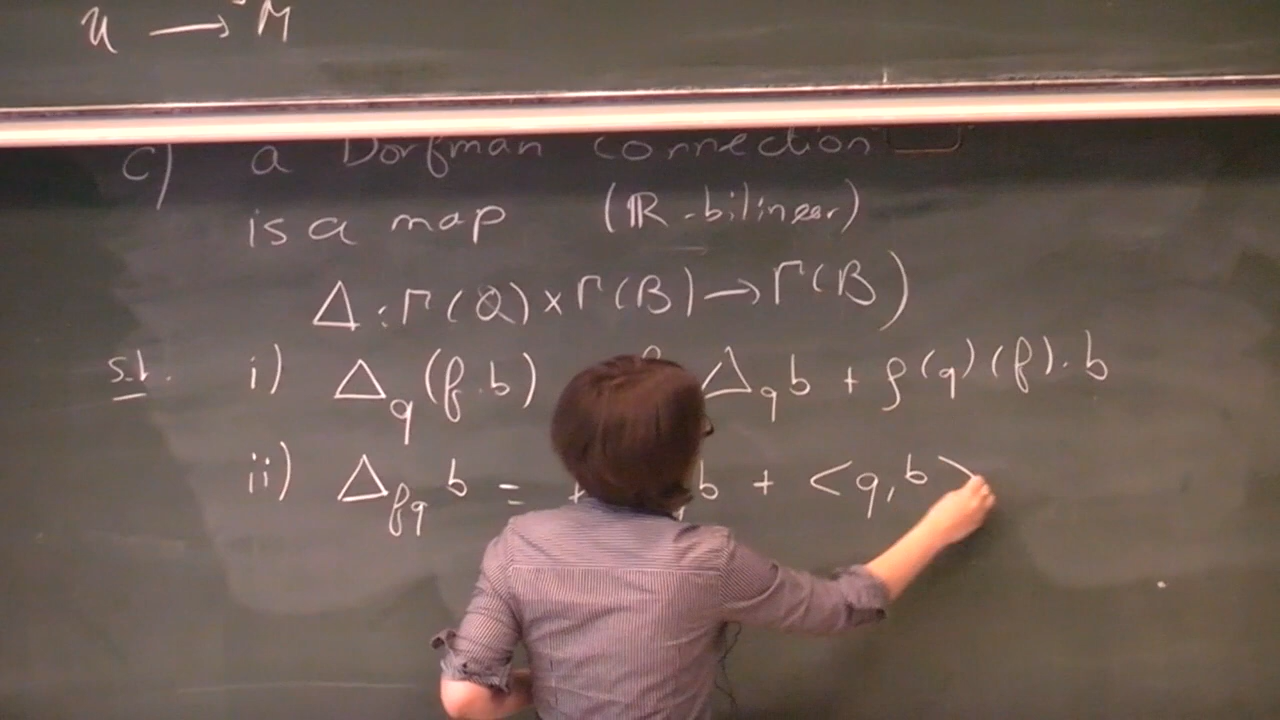 u → M
c) a Dorfman connection
is a map (ℝ-bilinear)
Δ : Γ(Q) × Γ(B) → Γ(B)
s.t. i) Δ_q (f.b) Δ_q b + ρ(q)(f).b
ii) Δ_{fq} b = b + <q,b>